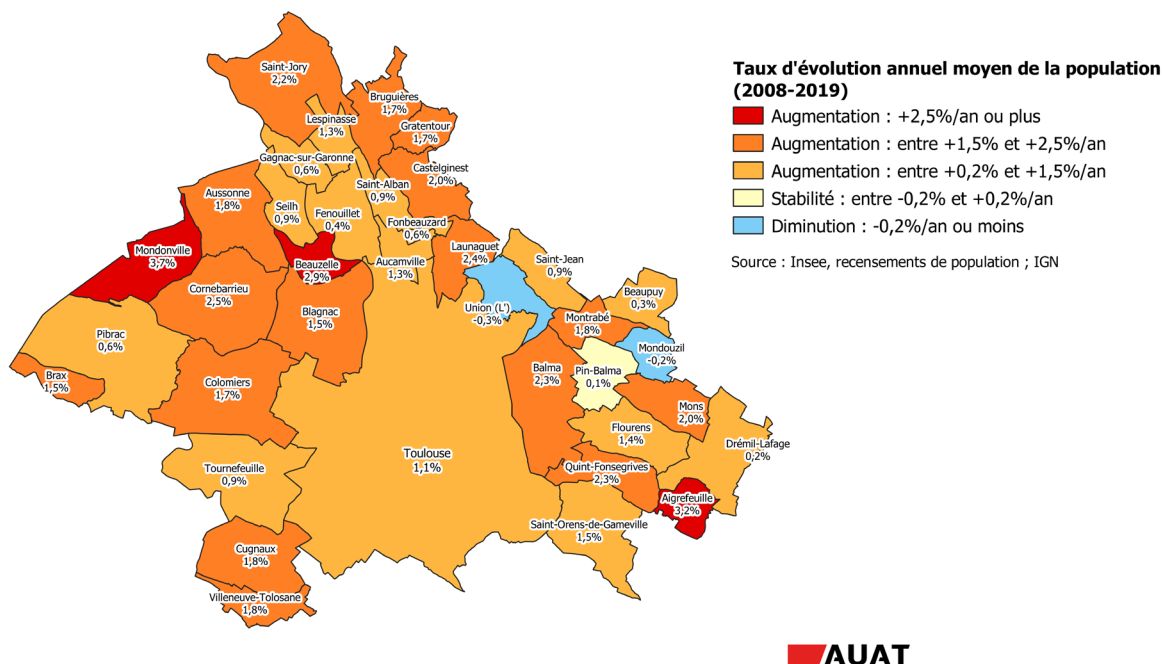 Taux d'évolution annuel moyen de la population
(2008-2019)
Augmentation : +2,5%/an ou plus
Augmentation : entre +1,5% et +2,5%/an
Augmentation : entre +0,2% et +1,5%/an
Stabilité : entre -0,2% et +0,2%/an
Diminution : -0,2%/an ou moins
Source : Insee, recensements de population ; IGN
Saint-Jory
2,2%
Bruguières
1,7%
Lespinasse
1,3%
Gratentour
1,7%
Gagnac-sur-Garonne
0,6%
Castelginest
2,0%
Saint-Alban
0,9%
Aussonne
1,8%
Seilh
0,9%
Fenouillet
0,4%
Fonbeauzard
0,6%
Mondonville
3,7%
Beauzelle
2,9%
Aucamville
1,3%
Launaguet
2,4%
Saint-Jean
0,9%
Cornebarrieu
2,5%
Beaupuy
0,3%
Blagnac
1,5%
Union (L')
-0,3%
Montrabé
1,8%
Pibrac
0,6%
Mondouzil
-0,2%
Brax
1,5%
Colomiers
1,7%
Balma
2,3%
Pin-Balma
0,1%
Mons
2,0%
Flourens
1,4%
Drémil-Lafage
0,2%
Toulouse
1,1%
Tournefeuille
0,9%
Quint-Fonsegrives
2,3%
Aigrefeuille
3,2%
Saint-Orens-de-Gameville
1,5%
Cugnaux
1,8%
Villeneuve-Tolosane
1,8%
AUAT